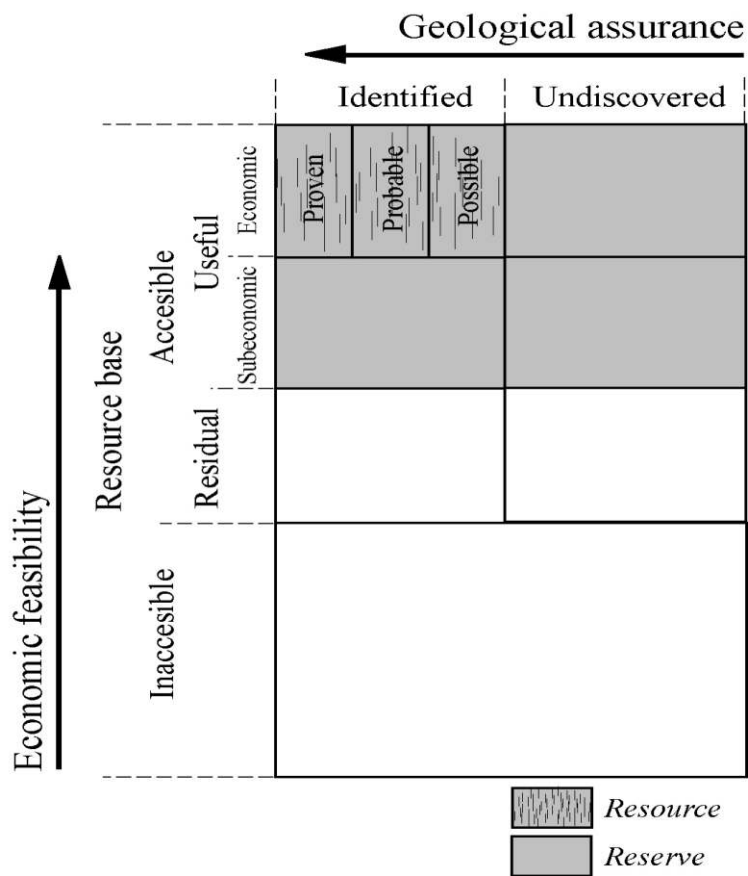 Geological assurance
Identified
Undiscovered
Economic feasibility
Resource base
Accesible
Useful
Economic
Proven
Probable
Possible
Subeconomic
Residual
Inaccesible
Resource
Reserve